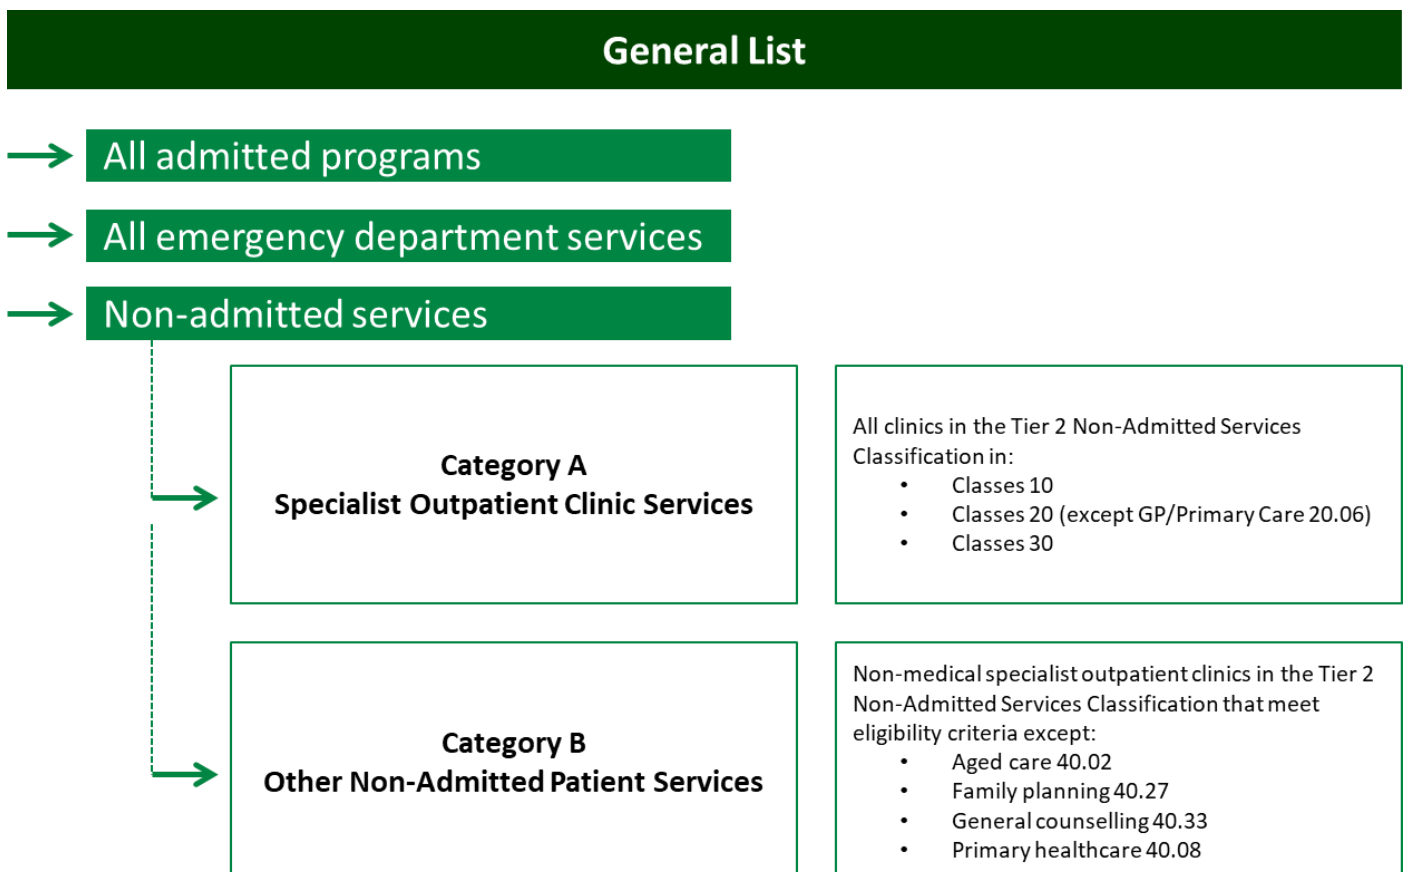 General List
All admitted programs
All emergency department services
Non-admitted services
Category A
Specialist Outpatient Clinic Services
All clinics in the Tier 2 Non-Admitted Services
Classification in:
• Classes 10
• Classes 20 (except GP/Primary Care 20.06)
• Classes 30
Category B
Other Non-Admitted Patient Services
Non-medical specialist outpatient clinics in the Tier 2
Non-Admitted Services Classification that meet
eligibility criteria except:
• Aged care 40.02
• Family planning 40.27
• General counselling 40.33
• Primary healthcare 40.08